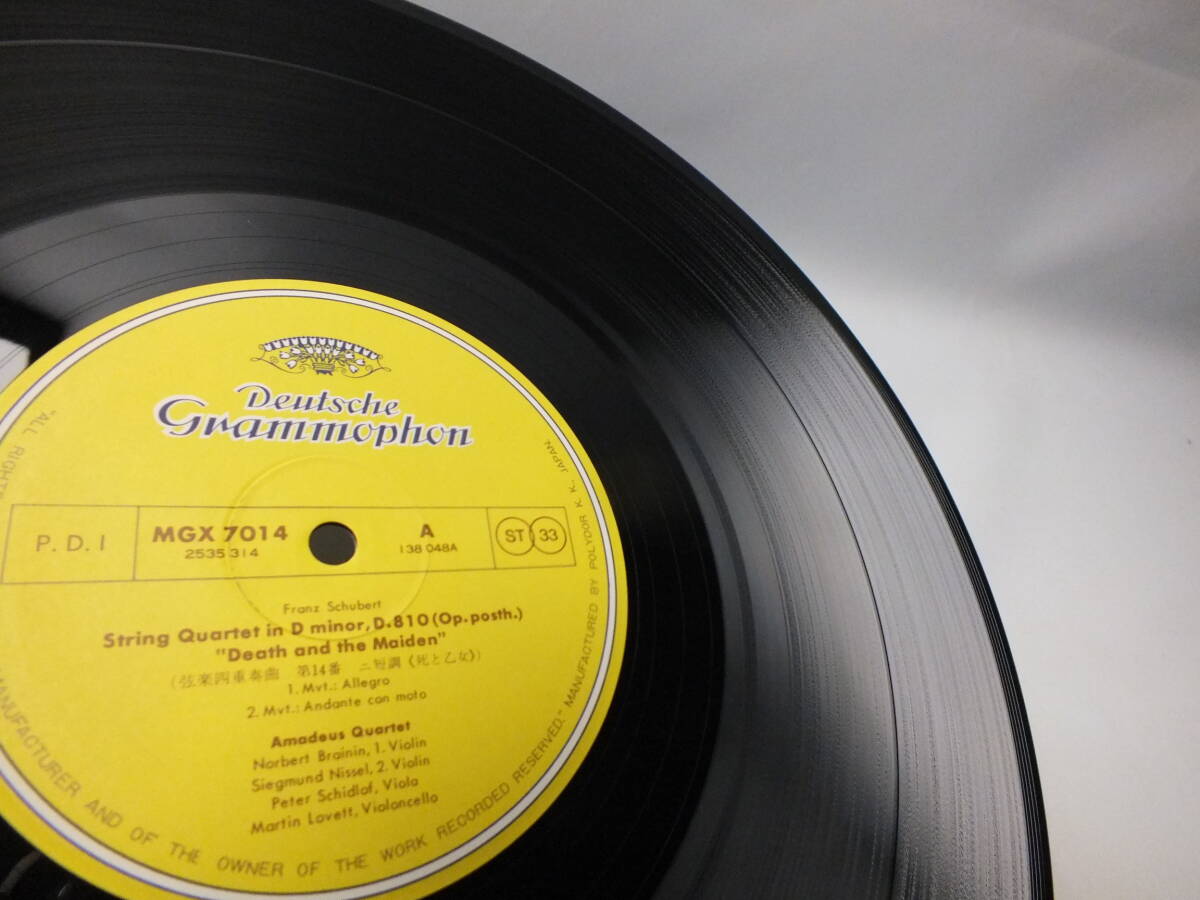 Deutsche
Grammophon
P.D.I
MGX 7014
2535 314
A
138 048A
ST 33
Franz Schubert
String Quartet in D minor, D.810 (Op. posth.)
"Death and the Maiden"
(弦楽四重奏曲 第14番 ニ短調《死と乙女》)
1. Mvt.: Allegro
2. Mvt.: Andante con moto
Amadeus Quartet
Norbert Brainin, 1. Violin
Siegmund Nissel, 2. Violin
Peter Schidlof, Viola
Martin Lovett, Violoncello
"ALL RIGHTS
MANUFACTURER AND OF THE OWNER OF THE WORK RECORDED RESERVED." MANUFACTURED BY POLYDOR K. K., JAPAN.